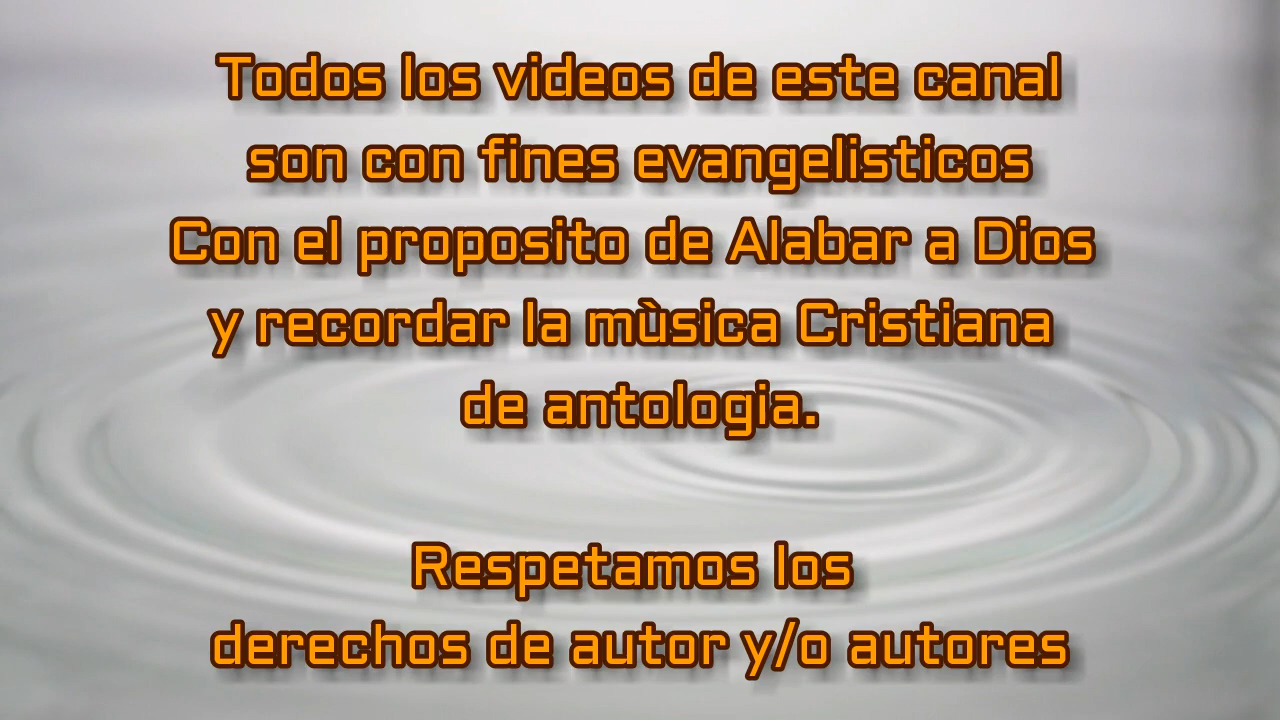 Todos los videos de este canal
son con fines evangelisticos
Con el proposito de Alabar a Dios
y recordar la mùsica Cristiana
de antologia.
Respetamos los
derechos de autor y/o autores